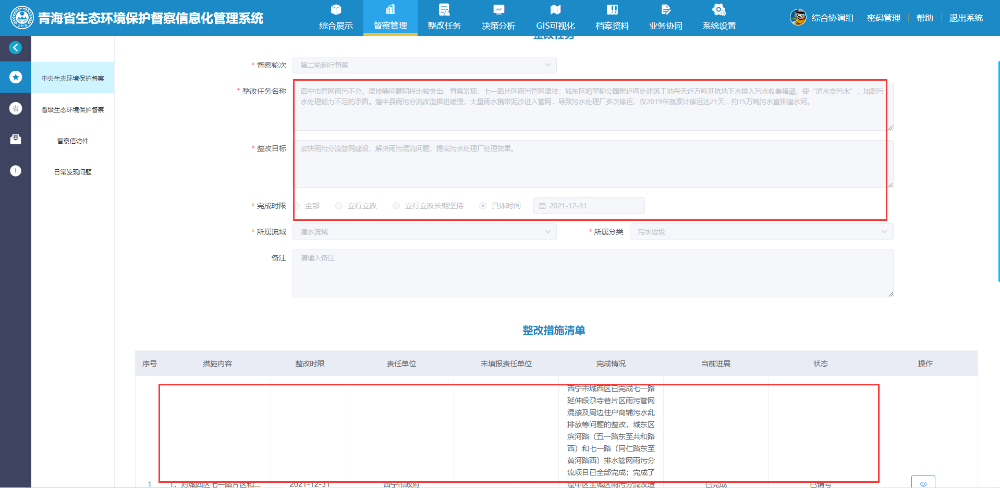 青海省生态环境保护督察信息化管理系统
ZHB
综合展示
督察管理
整改任务
决策分析
GIS可视化
档案资料
业务协同
系统设置
综合协调组
密码管理
帮助
退出系统
整改任务
省
中央生态环境保护督察
省级生态环境保护督察
督察信访件
日常发现问题
* 督察轮次
第二轮例行督察
* 整改任务名称
西宁市管网雨污不分、混接等问题同样比较突出。督察发现，七一路片区雨污管网混接；城东区鸣翠柳公园附近两处建筑工地每天近万吨基坑地下水排入污水收集箱涵，使“清水变污水”，加剧污
水处理能力不足的矛盾。湟中县雨污分流改造推进缓慢，大量雨水携带泥沙进入管网，导致污水处理厂多次停运，仅2019年就累计停运达21天，约15万吨污水直排湟水河。
* 整改目标
加快雨污分流管网建设，解决雨污混流问题，提高污水处理厂处理效果。
* 完成时限
全部
立行立改
立行立改长期坚持
具体时间
2021-12-31
* 所属流域
湟水流域
* 所属分类
污水垃圾
备注
请输入备注
整改措施清单
序号
措施内容
整改时限
责任单位
未填报责任单位
完成情况
当前进展
状态
操作
西宁市城西区已完成七一路
延伸段尕寺巷片区雨污管网
混接及周边住户商铺污水乱
排放等问题的整改，城东区
滨河路（五一路东至共和路
西）和七一路（同仁路东至
黄河路西）排水管网雨污分
流项目已全部完成；完成了
1
1、对城西区七一路片区和...
2021-12-31
西宁市政府
湟中区主城区雨污分流改造
已完成
已销号